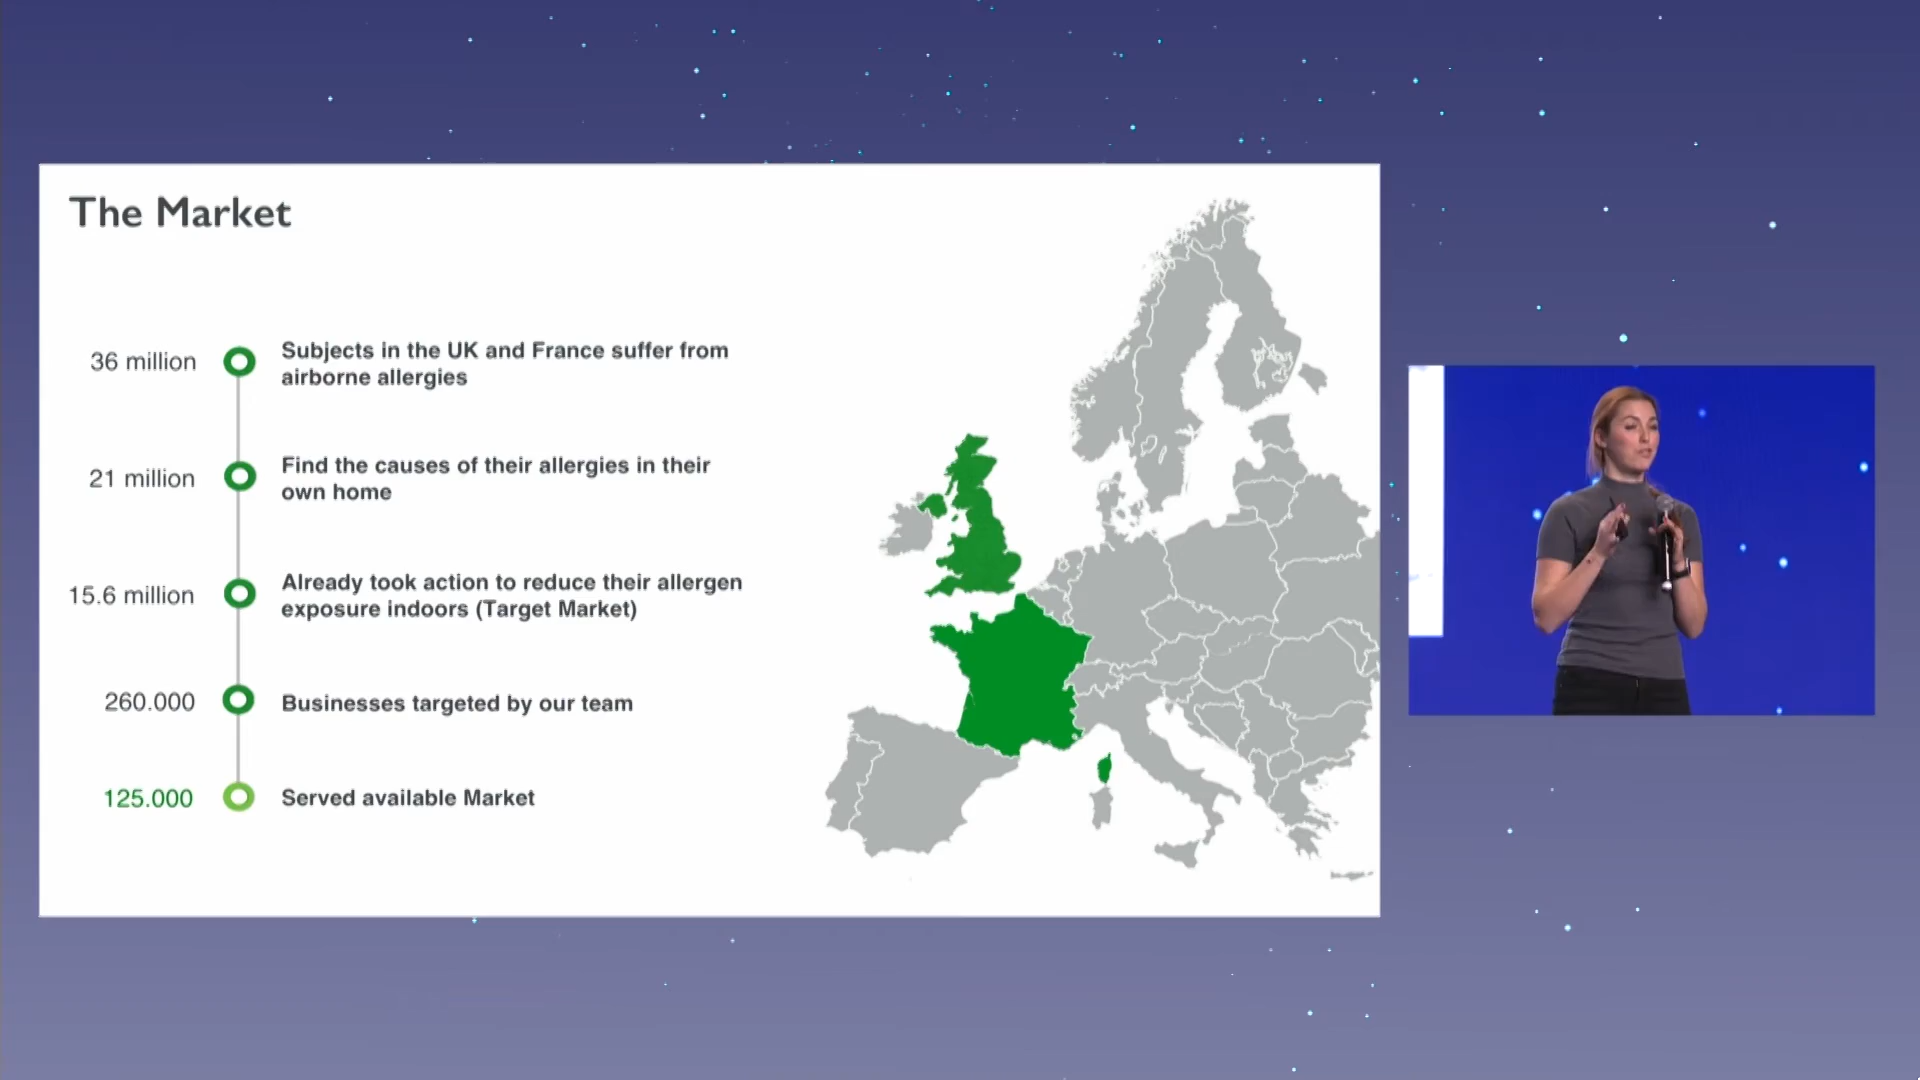 The Market
36 million
Subjects in the UK and France suffer from
airborne allergies
21 million
Find the causes of their allergies in their
own home
15.6 million
Already took action to reduce their allergen
exposure indoors (Target Market)
260.000
Businesses targeted by our team
125.000
Served available Market